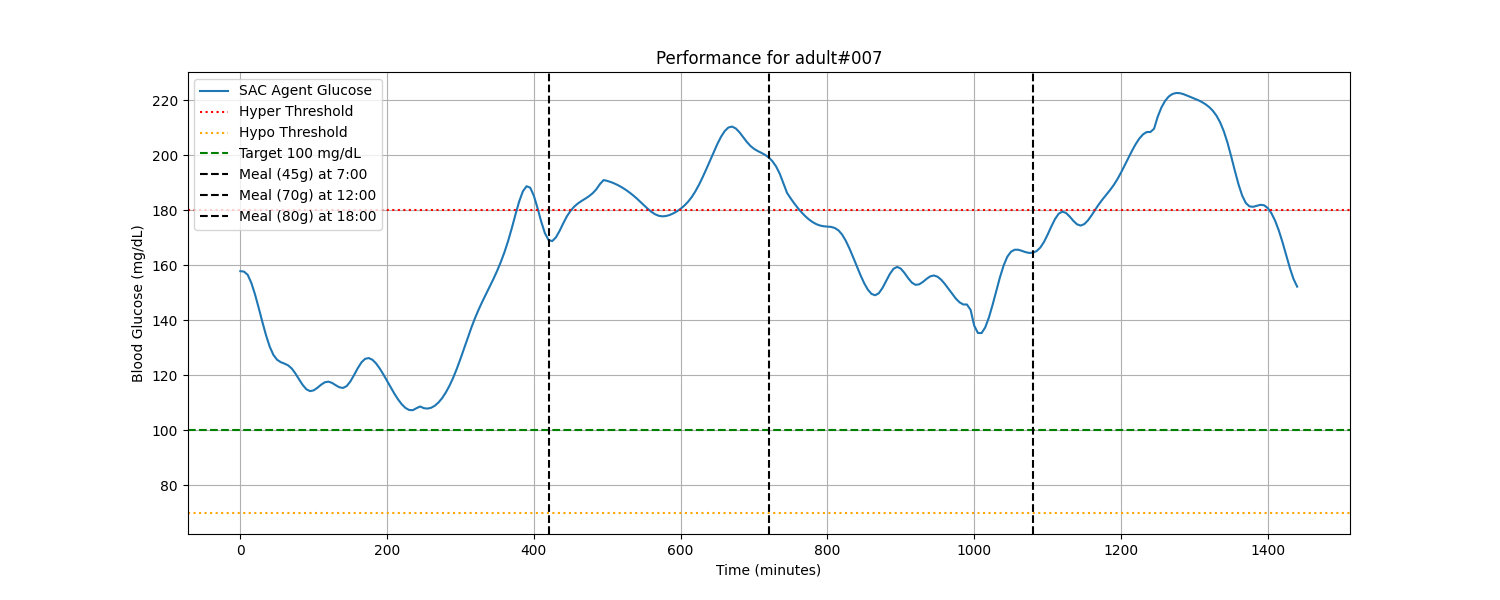 Performance for adult#007
SAC Agent Glucose
Hyper Threshold
Hypo Threshold
Target 100 mg/dL
Meal (45g) at 7:00
Meal (70g) at 12:00
Meal (80g) at 18:00
Blood Glucose (mg/dL)
220
200
180
160
140
120
100
80
0 200 400 600 800 1000 1200 1400
Time (minutes)